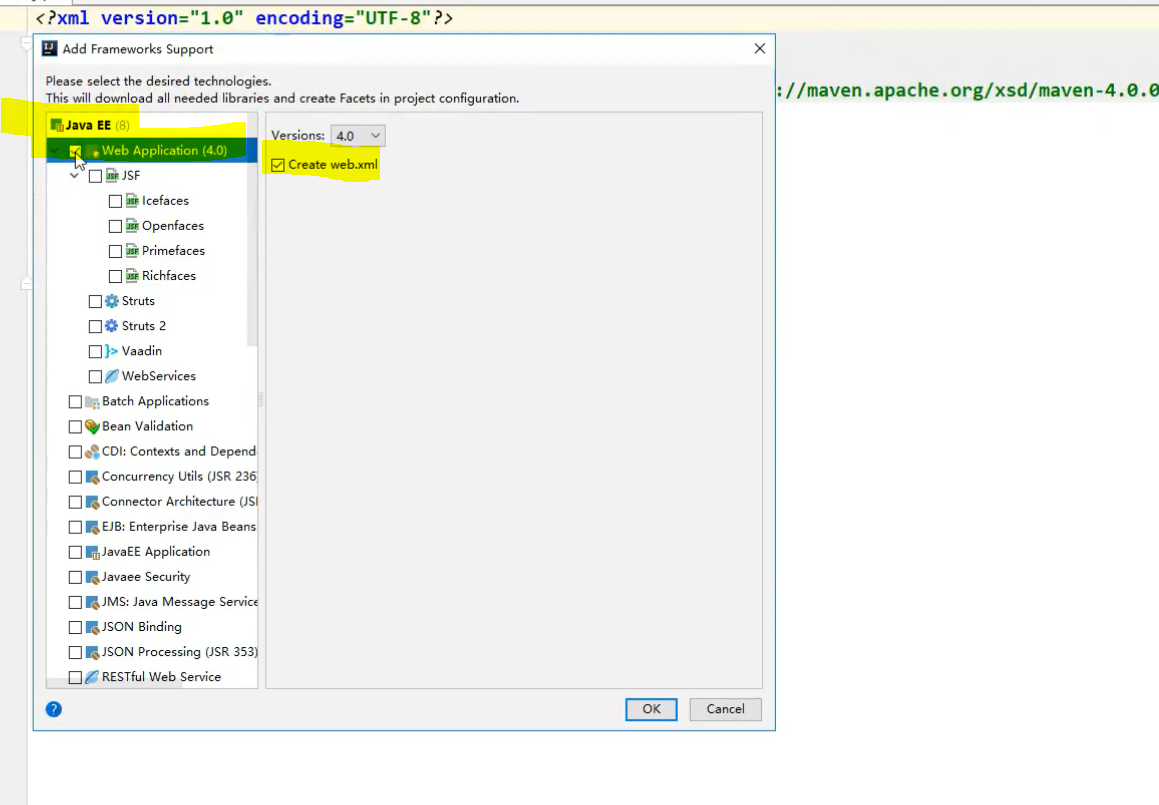 <?xml version="1.0" encoding="UTF-8"?>
Add Frameworks Support
Please select the desired technologies.
This will download all needed libraries and create Facets in project configuration.
://maven.apache.org/xsd/maven-4.0.0
Java EE (8)
Web Application (4.0)
JSF
Icefaces
Openfaces
Primefaces
Richfaces
Struts
Struts 2
Vaadin
WebServices
Batch Applications
Bean Validation
CDI: Contexts and Depend
Concurrency Utils (JSR 236
Connector Architecture (JS
EJB: Enterprise Java Beans
JavaEE Application
Javaee Security
JMS: Java Message Service
JSON Binding
JSON Processing (JSR 353)
RESTful Web Service
Versions: 4.0
Create web.xml
?
OK
Cancel